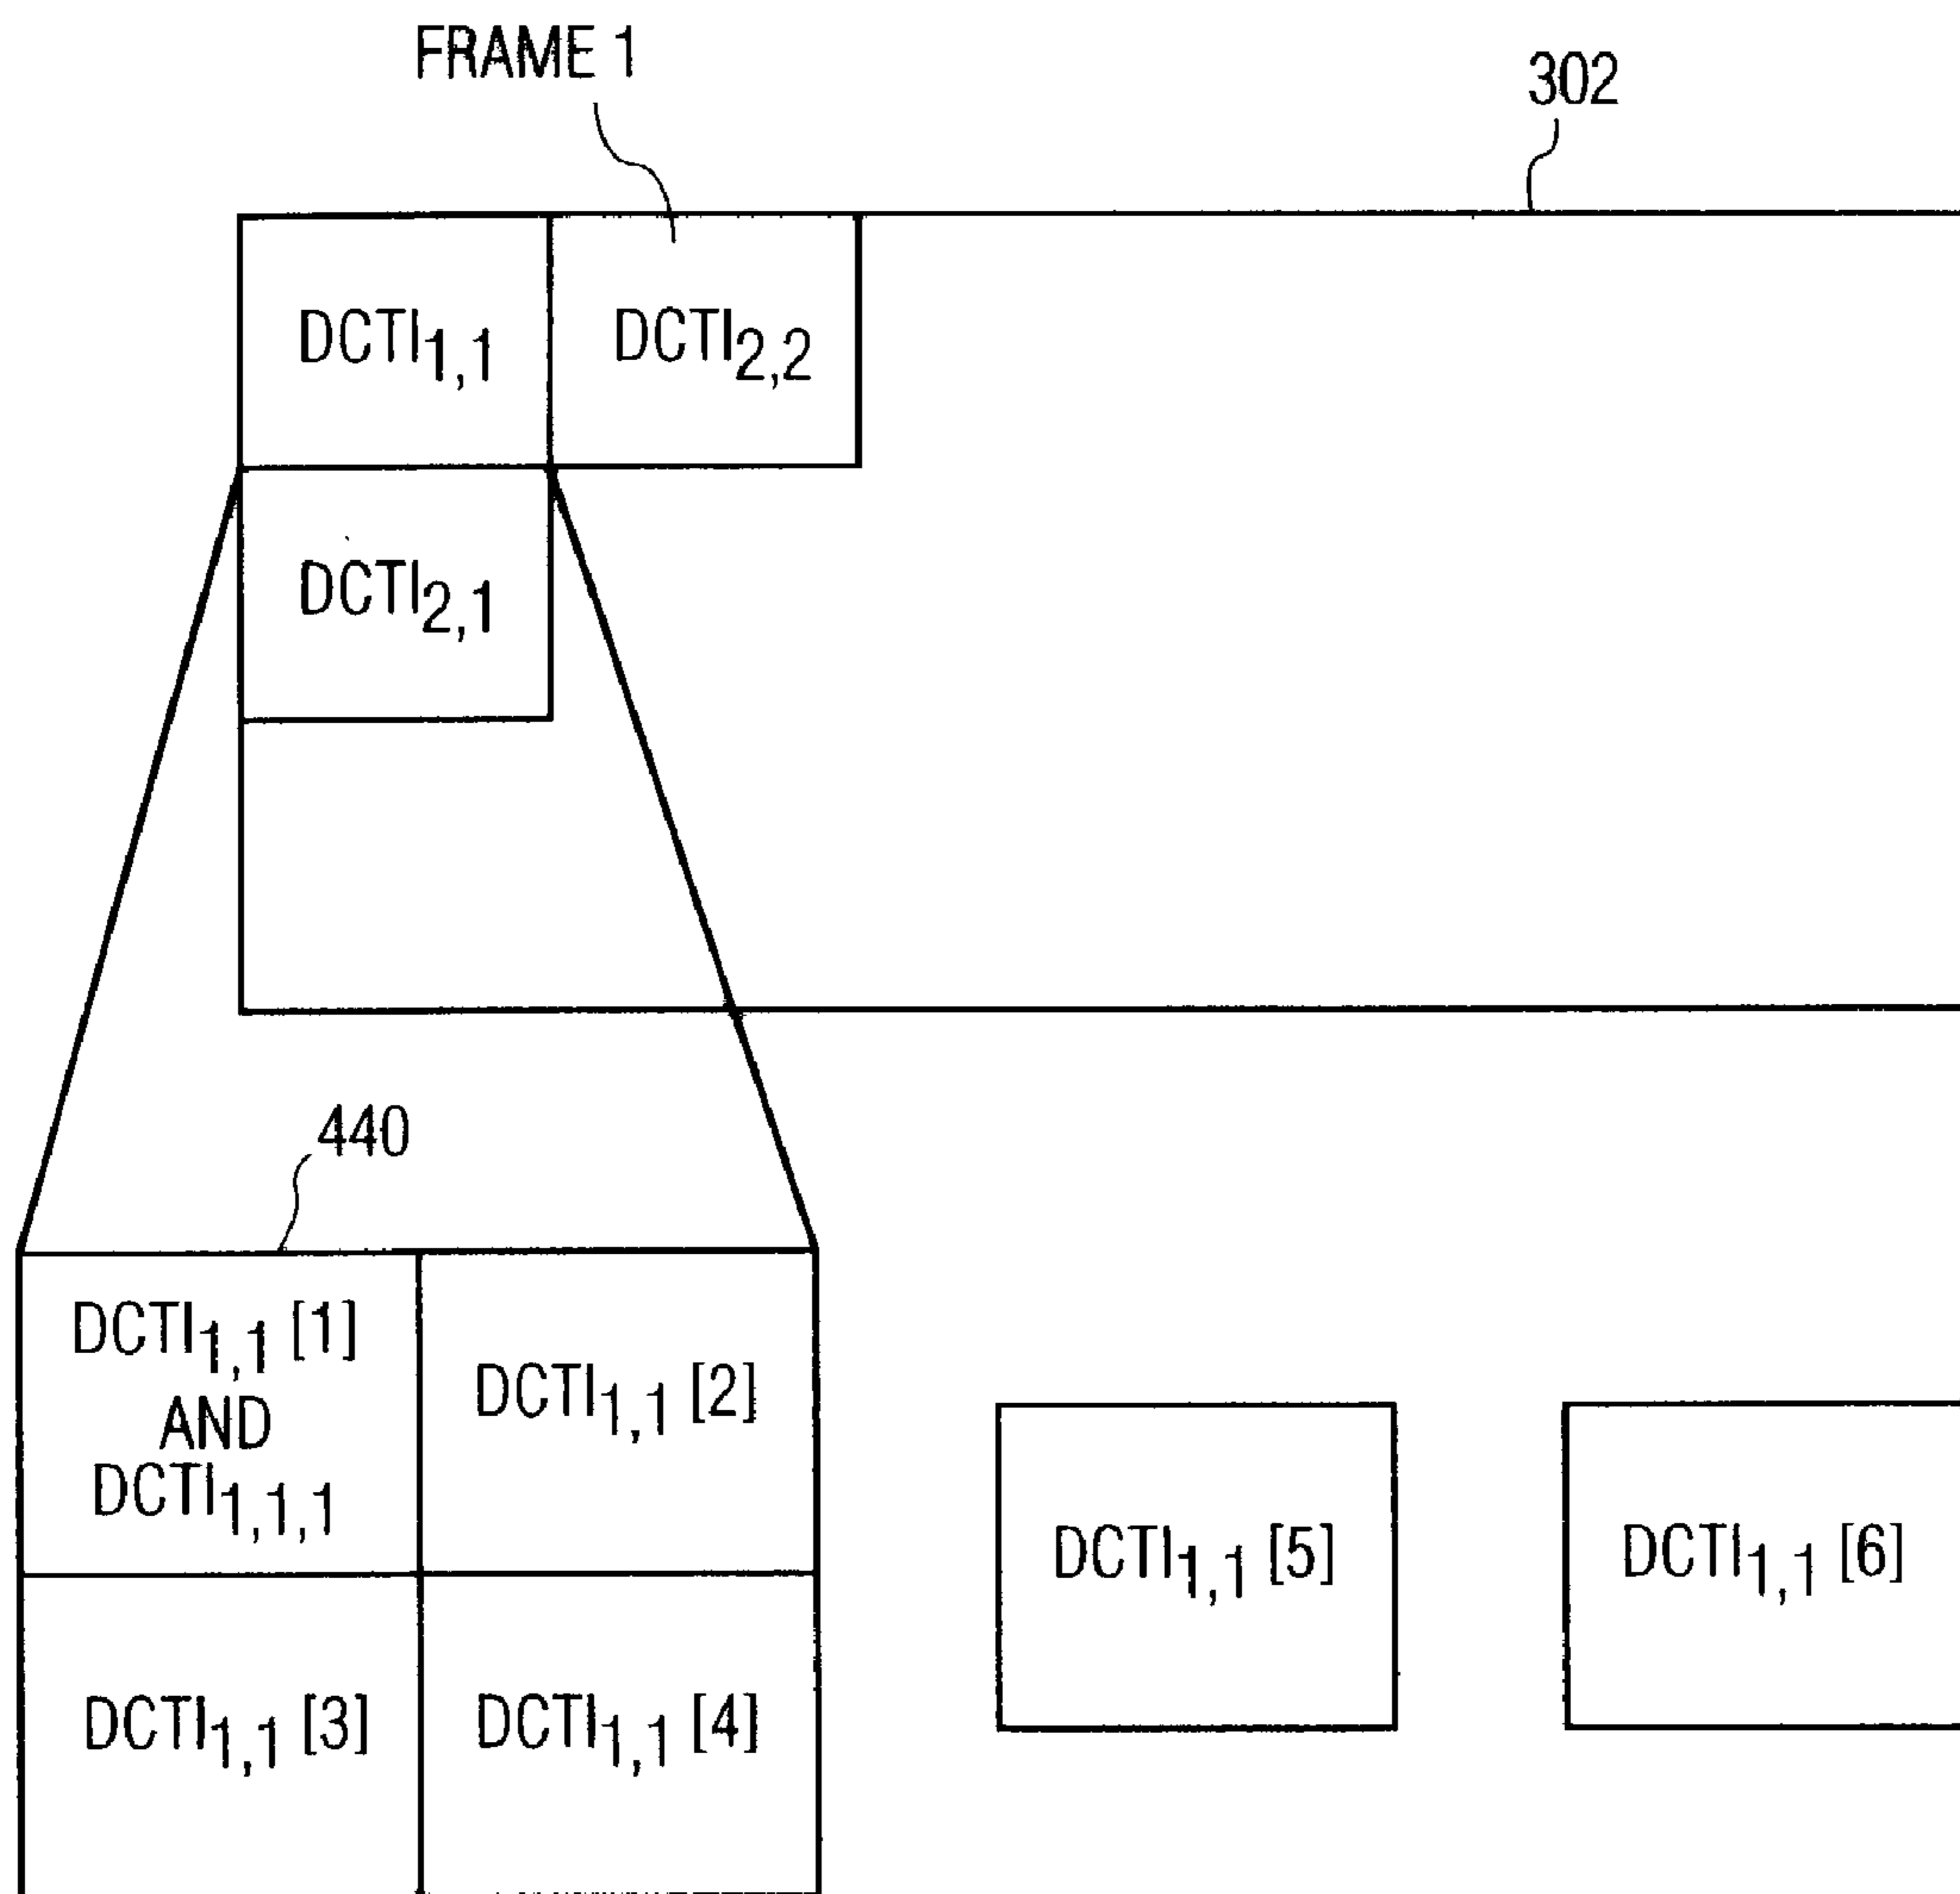 FRAME 1
302
DCTI1,1
DCTI2,2
DCTI2,1
440
DCTI1,1 [1]
AND
DCTI1,1,1
DCTI1,1 [2]
DCTI1,1 [5]
DCTI1,1 [6]
DCTI1,1 [3]
DCTI1,1 [4]